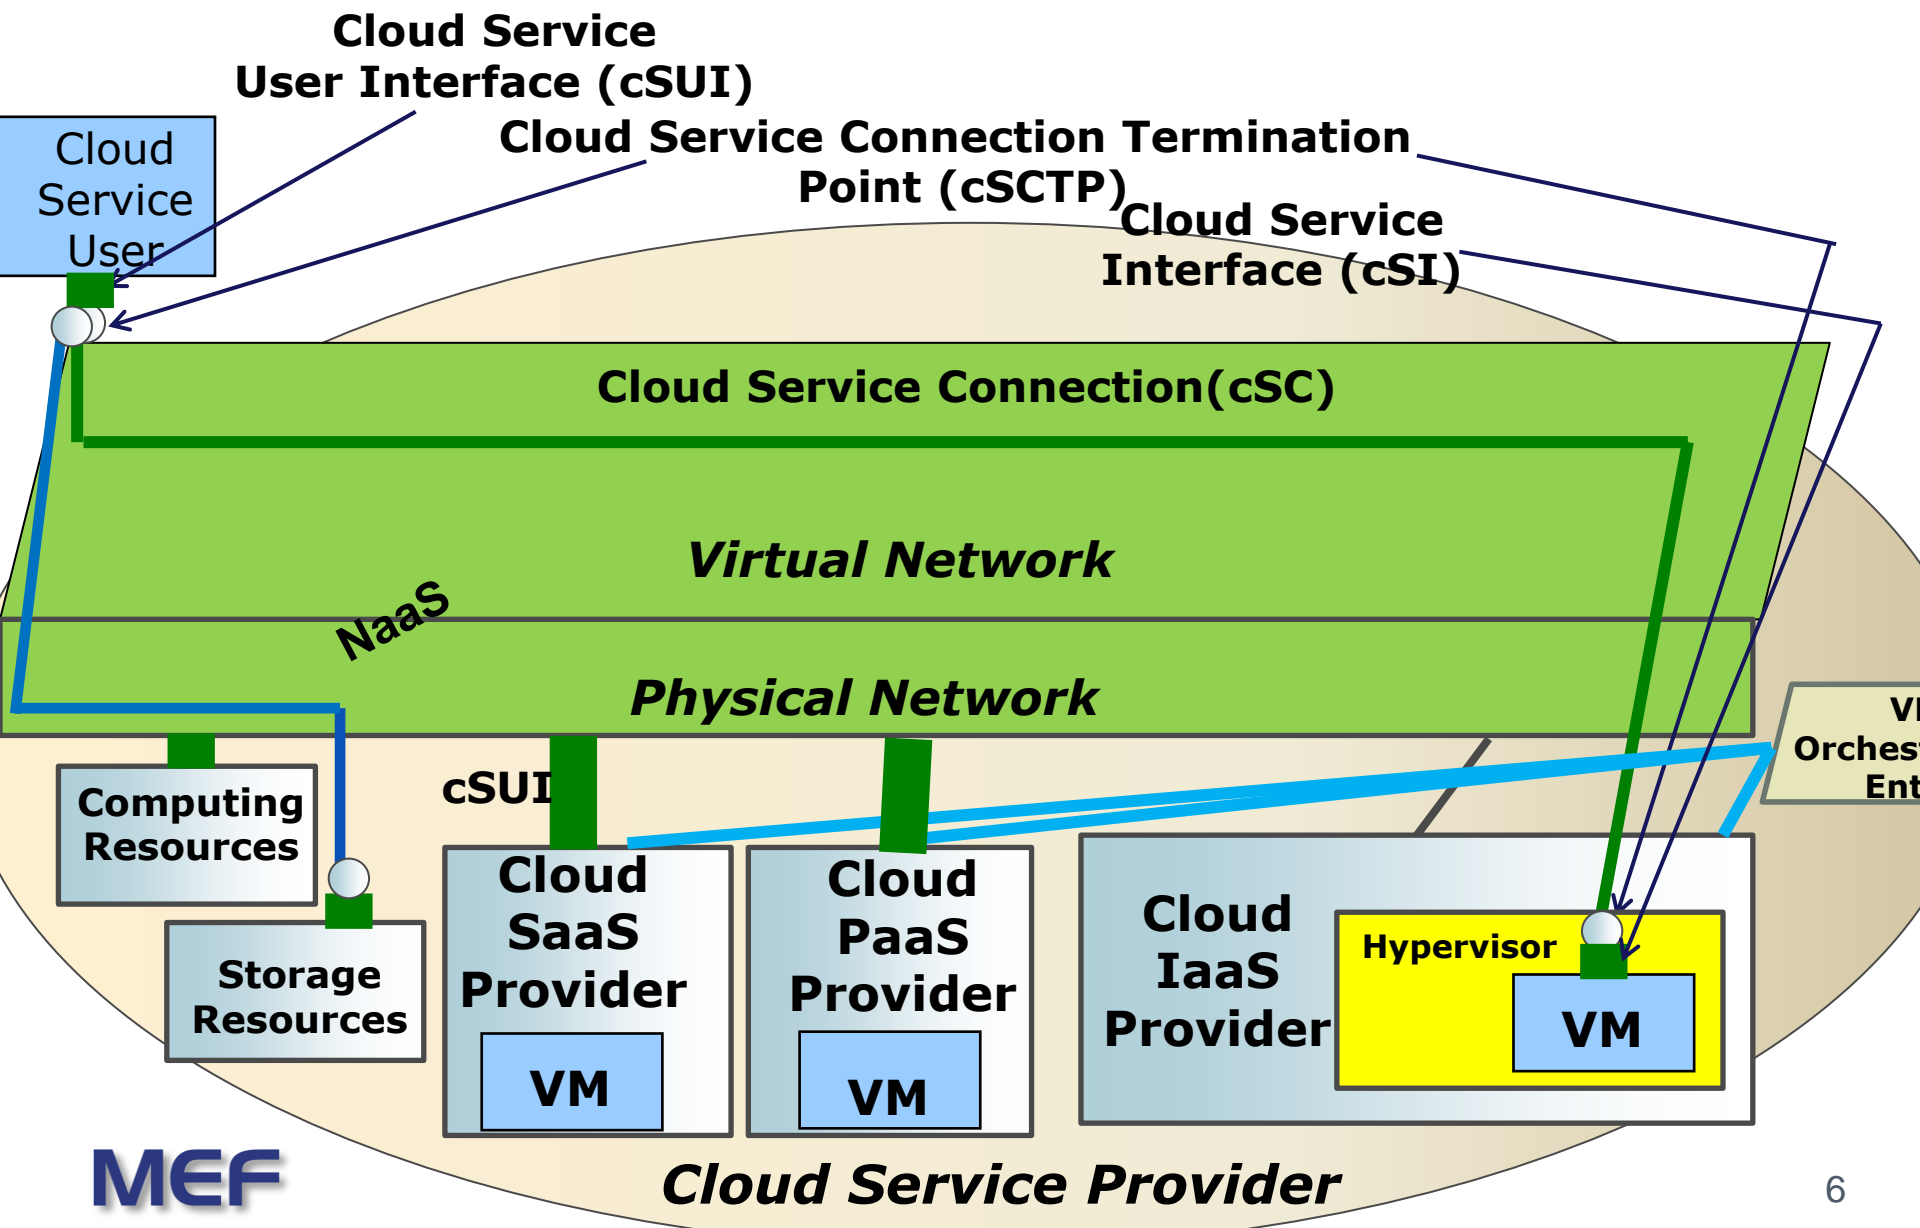 Cloud Service
User Interface (cSUI)
Cloud Service Connection Termination
Point (cSCTP)
Cloud Service
Interface (cSI)
Cloud
Service
User
Cloud Service Connection(cSC)
Virtual Network
NaaS
Physical Network
Computing
Resources
Storage
Resources
cSUI
Cloud
SaaS
Provider
VM
Cloud
PaaS
Provider
VM
Cloud
IaaS
Provider
Hypervisor
VM
Cloud Service Provider
MEF
6